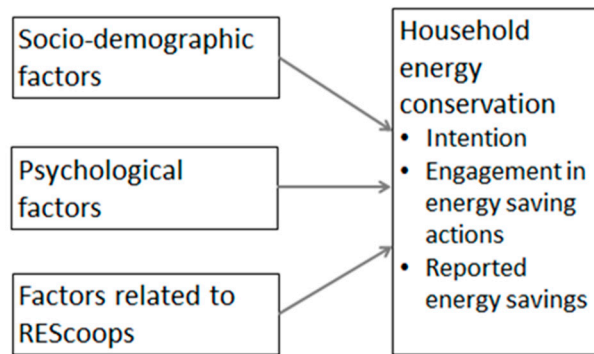 Socio-demographic
factors
Psychological
factors
Factors related to
REScoops
Household
energy
conservation
• Intention
• Engagement in
energy saving
actions
• Reported
energy savings